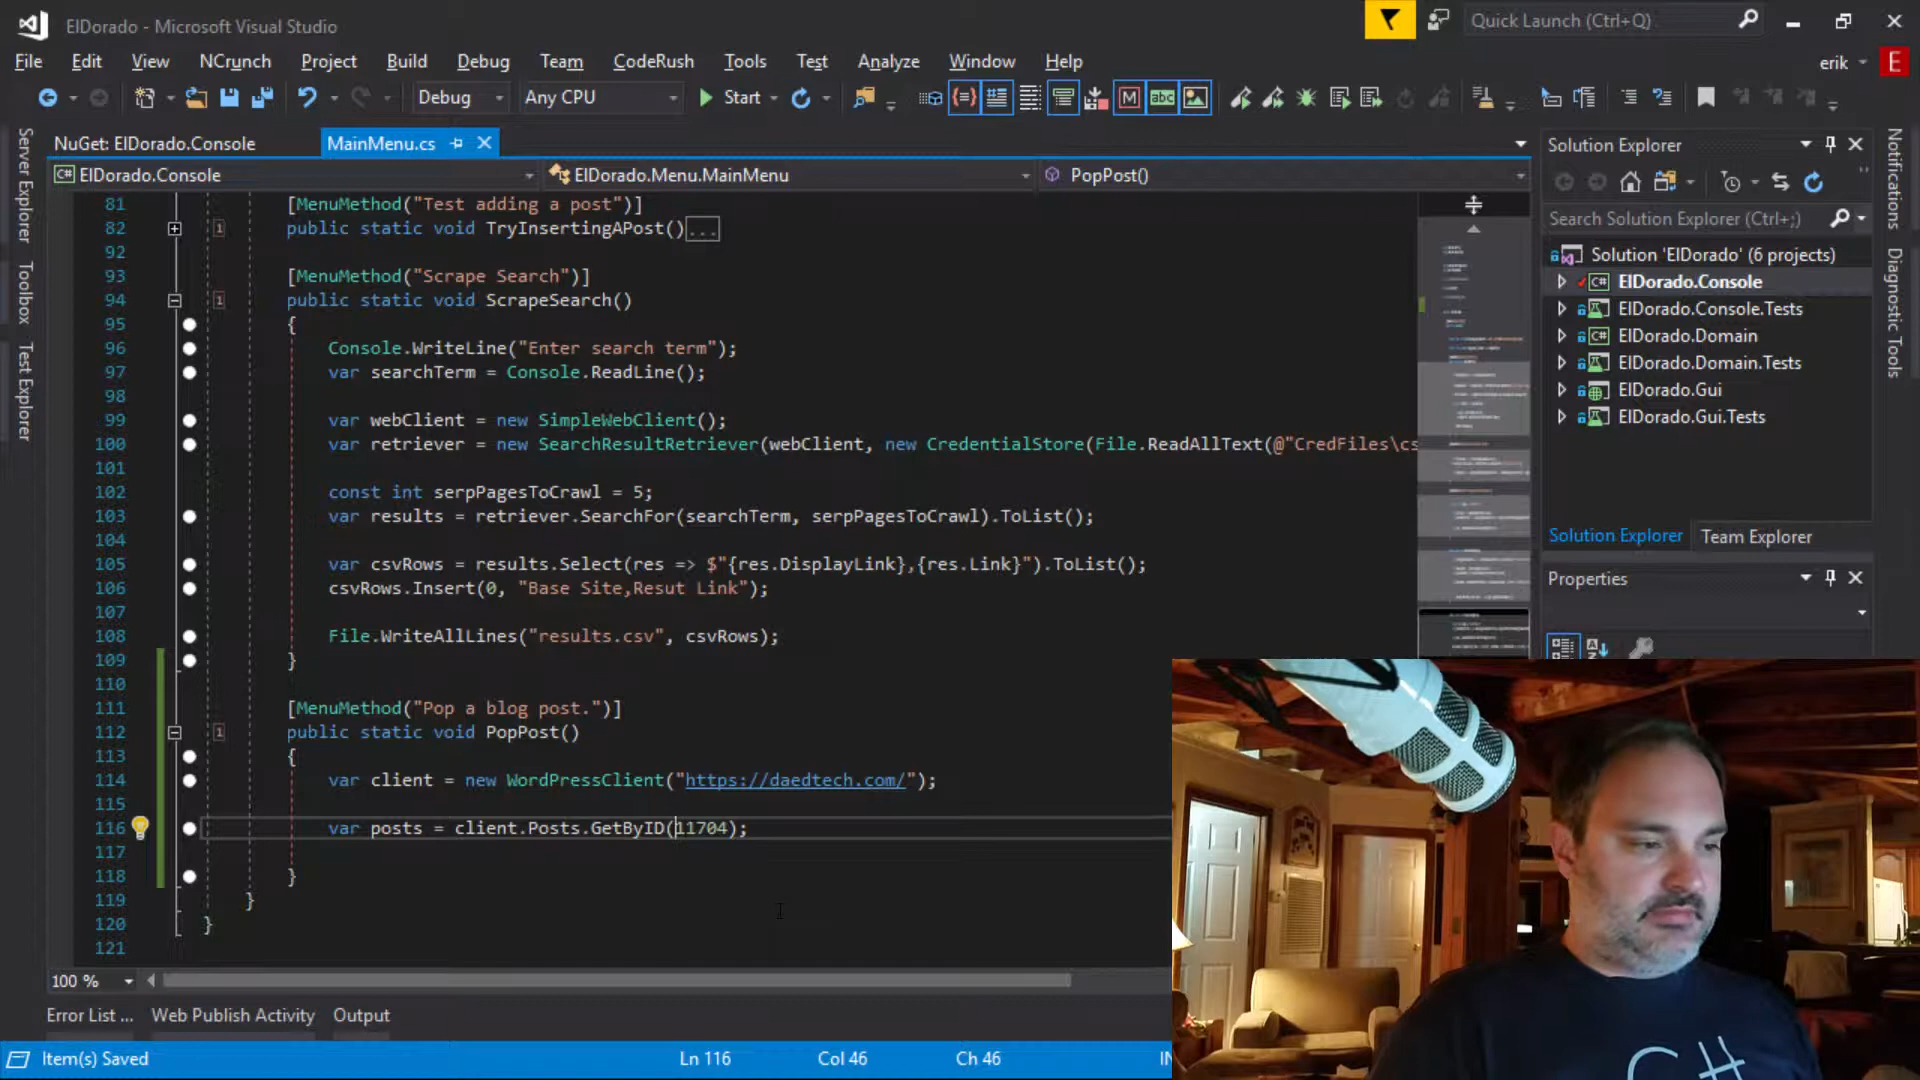 ElDorado - Microsoft Visual Studio
Quick Launch (Ctrl+Q)
File Edit View NCrunch Project Build Debug Team CodeRush Tools Test Analyze Window Help
erik E
Debug Any CPU Start
M abc
NuGet: ElDorado.Console MainMenu.cs
C# ElDorado.Console ElDorado.Menu.MainMenu PopPost()
81 [MenuMethod("Test adding a post")]
82 1 public static void TryInsertingAPost()...
92
93 [MenuMethod("Scrape Search")]
94 1 public static void ScrapeSearch()
95 {
96 Console.WriteLine("Enter search term");
97 var searchTerm = Console.ReadLine();
98
99 var webClient = new SimpleWebClient();
100 var retriever = new SearchResultRetriever(webClient, new CredentialStore(File.ReadAllText(@"CredFiles\cs
101
102 const int serpPagesToCrawl = 5;
103 var results = retriever.SearchFor(searchTerm, serpPagesToCrawl).ToList();
104
105 var csvRows = results.Select(res => $"{res.DisplayLink},{res.Link}").ToList();
106 csvRows.Insert(0, "Base Site,Resut Link");
107
108 File.WriteAllLines("results.csv", csvRows);
109 }
110
111 [MenuMethod("Pop a blog post.")]
112 1 public static void PopPost()
113 {
114 var client = new WordPressClient("https://daedtech.com/");
115
116 var posts = client.Posts.GetByID(11704);
117
118 }
119 }
120 }
121
100 %
Error List ... Web Publish Activity Output
Item(s) Saved Ln 116 Col 46 Ch 46 IN
Server Explorer
Toolbox
Test Explorer
Solution Explorer
Search Solution Explorer (Ctrl+;)
Solution 'ElDorado' (6 projects)
C# ElDorado.Console
ElDorado.Console.Tests
C# ElDorado.Domain
ElDorado.Domain.Tests
ElDorado.Gui
ElDorado.Gui.Tests
Solution Explorer Team Explorer
Properties
Notifications
Diagnostic Tools
C#